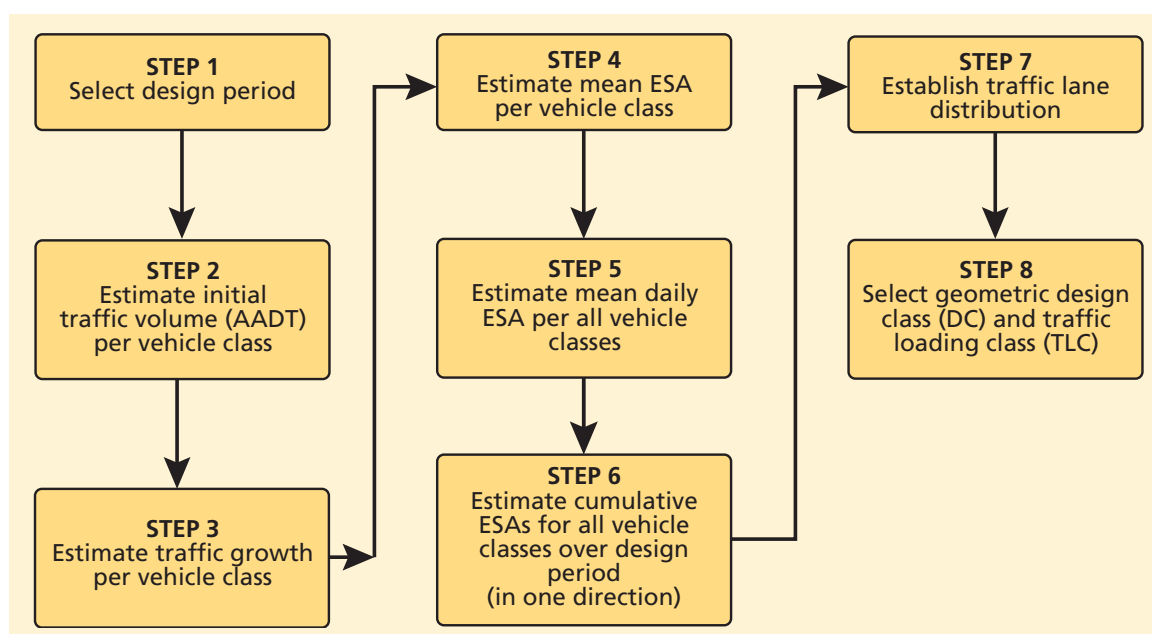 STEP 1
Select design period
STEP 2
Estimate initial
traffic volume (AADT)
per vehicle class
STEP 3
Estimate traffic growth
per vehicle class
STEP 4
Estimate mean ESA
per vehicle class
STEP 5
Estimate mean daily
ESA per all vehicle
classes
STEP 6
Estimate cumulative
ESAs for all vehicle
classes over design
period
(in one direction)
STEP 7
Establish traffic lane
distribution
STEP 8
Select geometric design
class (DC) and traffic
loading class (TLC)